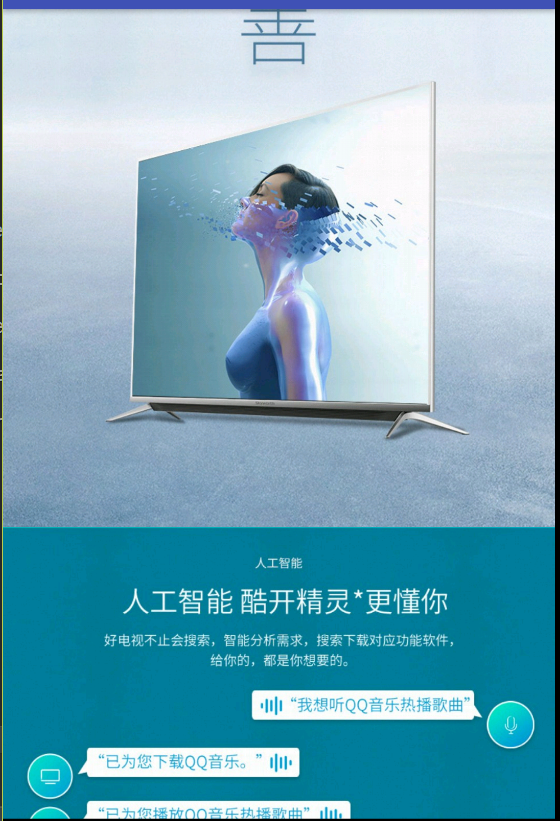 善
人工智能
人工智能 酷开精灵*更懂你
好电视不止会搜索，智能分析需求，搜索下载对应功能软件，
给你的，都是你想要的。
“我想听QQ音乐热播歌曲”
“已为您下载QQ音乐。”
“已为您播放QQ音乐热播歌曲”